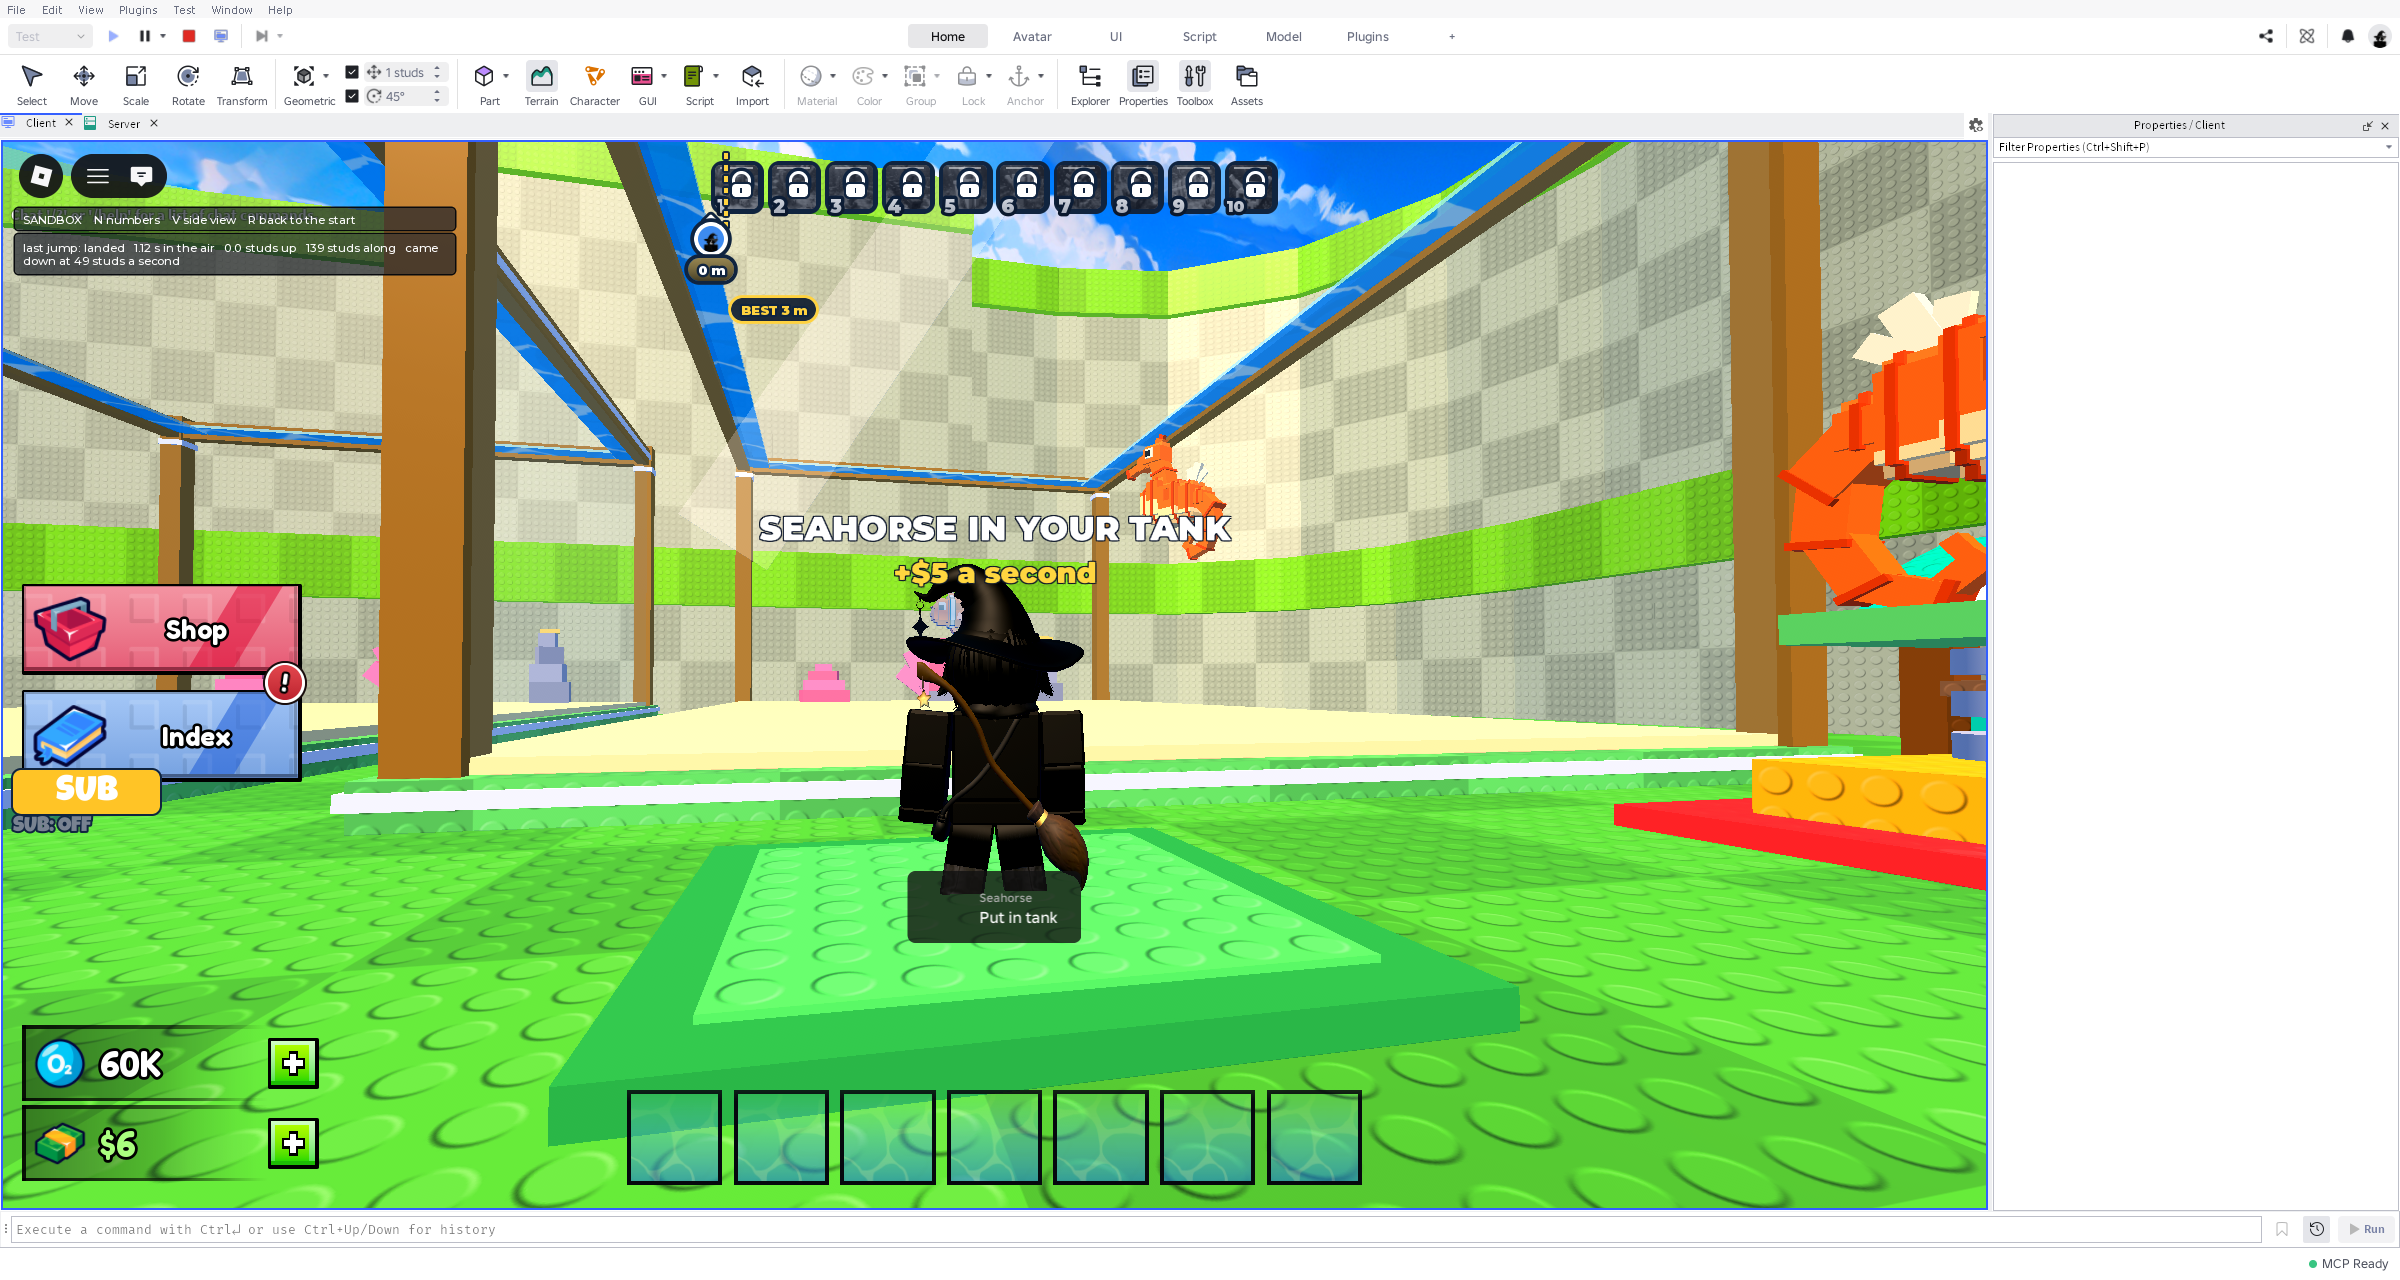 File Edit View Plugins Test Window Help
Test
Home Avatar UI Script Model Plugins +
Select Move Scale Rotate Transform Geometric 1 studs 45° Part Terrain Character GUI Script Import Material Color Group Lock Anchor Explorer Properties Toolbox Assets
Client Server
Properties / Client
Filter Properties (Ctrl+Shift+P)
2 3 4 5 6 7 8 9 10
SANDBOX N numbers V side view R back to the start
last jump: landed 1.12 s in the air 0.0 studs up 139 studs along came
down at 49 studs a second
0 m
BEST 3 m
SEAHORSE IN YOUR TANK
+$5 a second
Shop
!
Index
SUB
SUB: OFF
Seahorse
Put in tank
O2 60K
$6
Execute a command with Ctrl↵ or use Ctrl+Up/Down for history
Run
MCP Ready